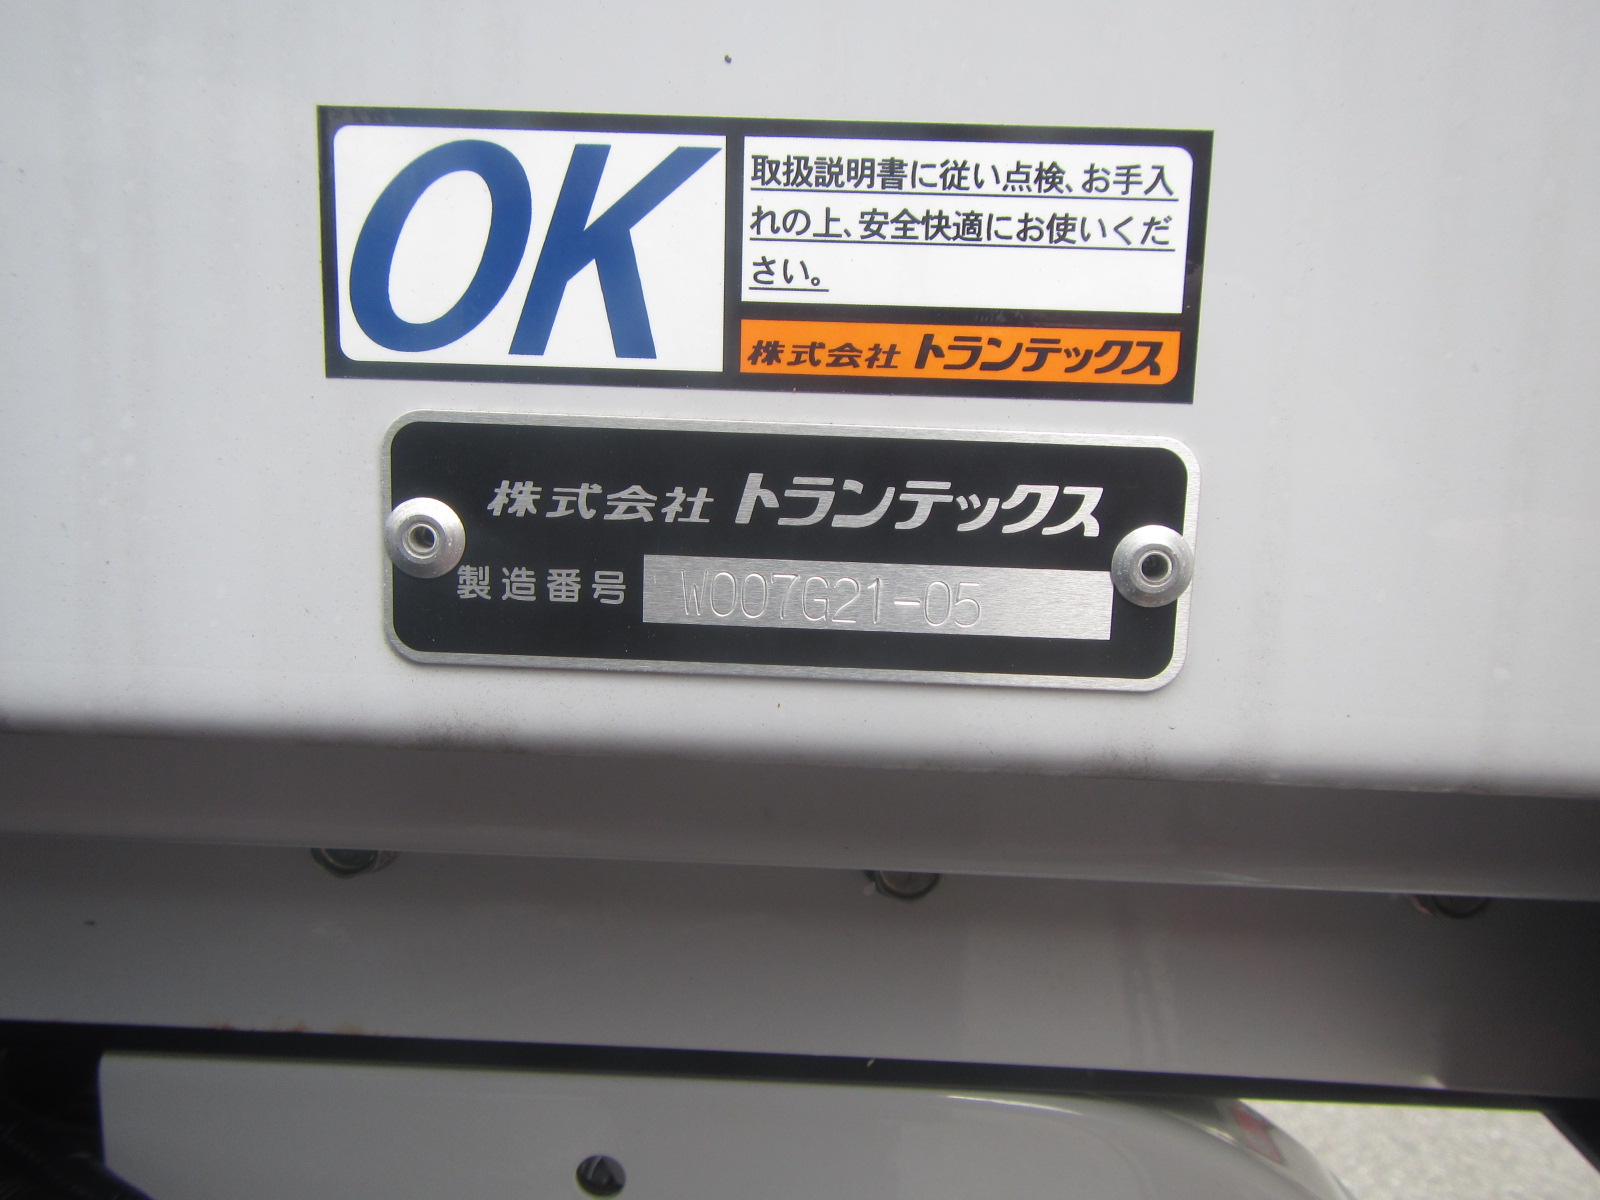 OK
取扱説明書に従い点検、お手入
れの上、安全快適にお使いくだ
さい。
株式会社 トランテックス
株式会社 トランテックス
製造番号 W007G21-05